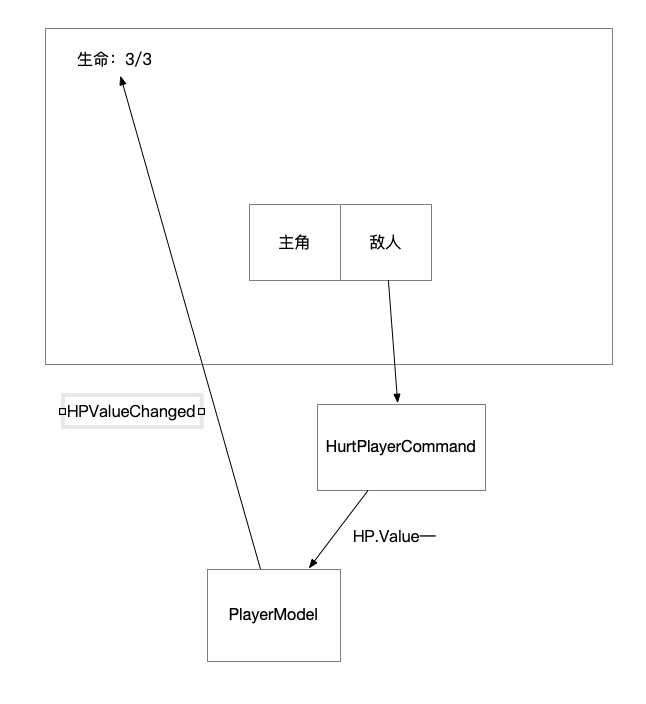 生命：3/3
主角
敌人
HPValueChanged
HurtPlayerCommand
HP.Value—
PlayerModel